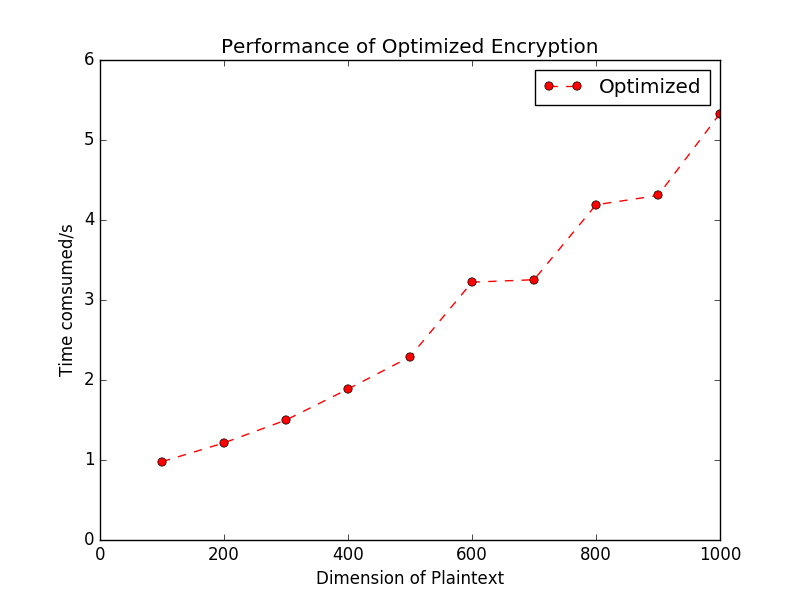 Performance of Optimized Encryption
Optimized
6
5
4
3
2
1
0
Time comsumed/s
0 200 400 600 800 1000
Dimension of Plaintext